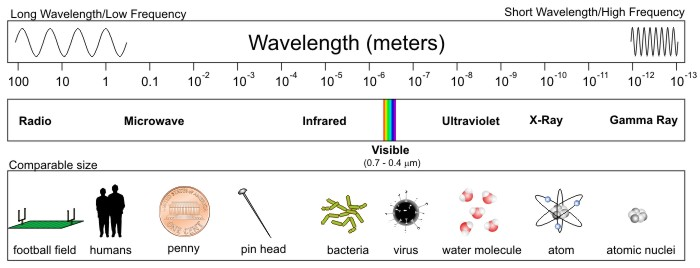 Long Wavelength/Low Frequency
Short Wavelength/High Frequency
Wavelength (meters)
100 10 1 0.1 10-2 10-3 10-4 10-5 10-6 10-7 10-8 10-9 10-10 10-11 10-12 10-13
Radio Microwave Infrared Ultraviolet X-Ray Gamma Ray
Visible
(0.7 - 0.4 μm)
Comparable size
football field humans penny pin head bacteria virus water molecule atom atomic nuclei